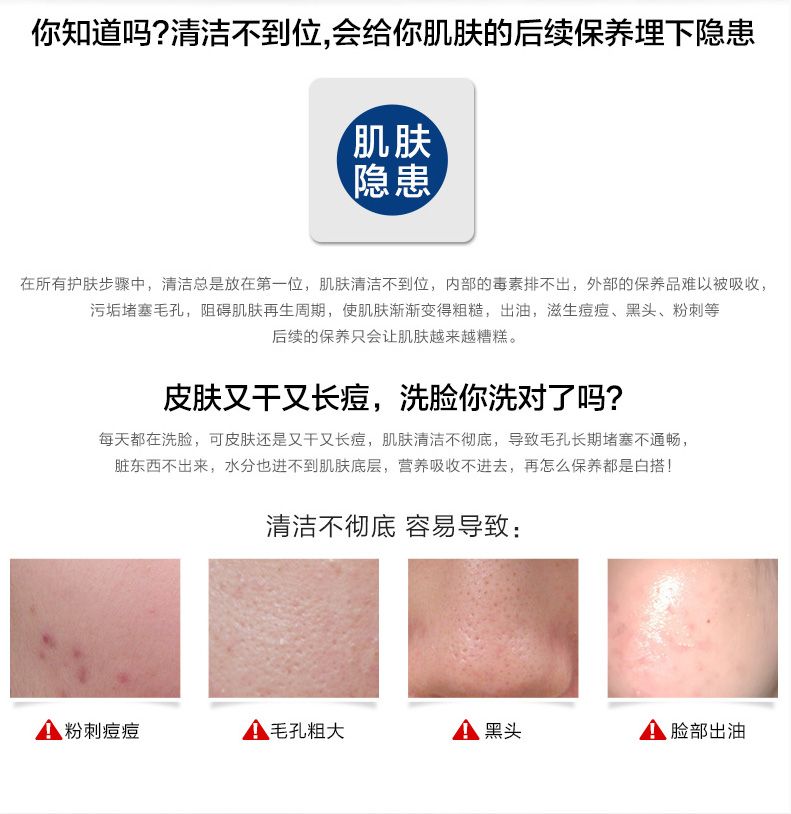 你知道吗?清洁不到位,会给你肌肤的后续保养埋下隐患
肌肤
隐患
在所有护肤步骤中，清洁总是放在第一位，肌肤清洁不到位，内部的毒素排不出，外部的保养品难以被吸收，
污垢堵塞毛孔，阻碍肌肤再生周期，使肌肤渐渐变得粗糙，出油，滋生痘痘、黑头、粉刺等
后续的保养只会让肌肤越来越糟糕。
皮肤又干又长痘，洗脸你洗对了吗?
每天都在洗脸，可皮肤还是又干又长痘，肌肤清洁不彻底，导致毛孔长期堵塞不通畅，
脏东西不出来，水分也进不到肌肤底层，营养吸收不进去，再怎么保养都是白搭!
清洁不彻底 容易导致：
粉刺痘痘
毛孔粗大
黑头
脸部出油